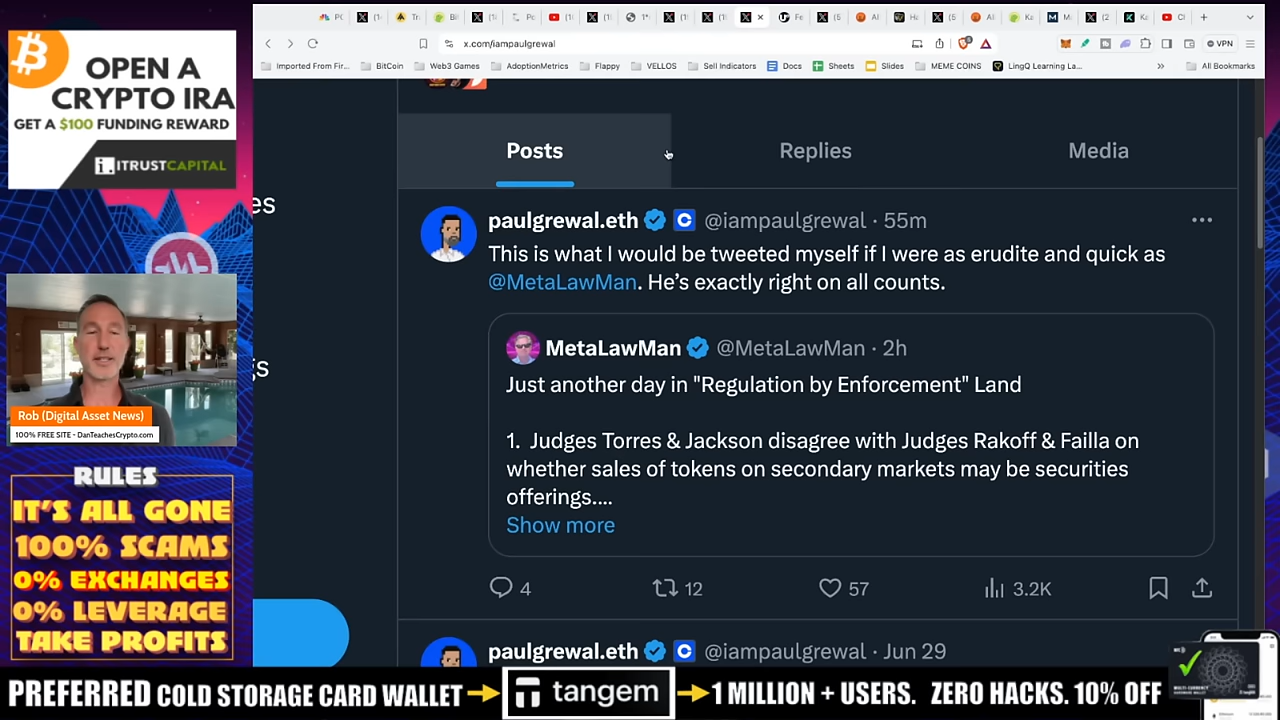 OPEN A
CRYPTO IRA
GET A $100 FUNDING REWARD
ITRUSTCAPITAL
Rob (Digital Asset News)
100% FREE SITE - DanTeachesCrypto.com
RULES
IT'S ALL GONE
100% SCAMS
0% EXCHANGES
0% LEVERAGE
TAKE PROFITS
x.com/iampaulgrewal
VPN
Imported From Fir...
BitCoin
Web3 Games
AdoptionMetrics
Flappy
VELLOS
Sell Indicators
Docs
Sheets
Slides
MEME COINS
LingQ Learning La...
All Bookmarks
es
gs
Posts
Replies
Media
paulgrewal.eth @iampaulgrewal · 55m
This is what I would be tweeted myself if I were as erudite and quick as
@MetaLawMan. He's exactly right on all counts.
MetaLawMan @MetaLawMan · 2h
Just another day in "Regulation by Enforcement" Land
1. Judges Torres & Jackson disagree with Judges Rakoff & Failla on
whether sales of tokens on secondary markets may be securities
offerings....
Show more
4
12
57
3.2K
paulgrewal.eth @iampaulgrewal · Jun 29
PREFERRED COLD STORAGE CARD WALLET
tangem
1 MILLION + USERS. ZERO HACKS. 10% OFF